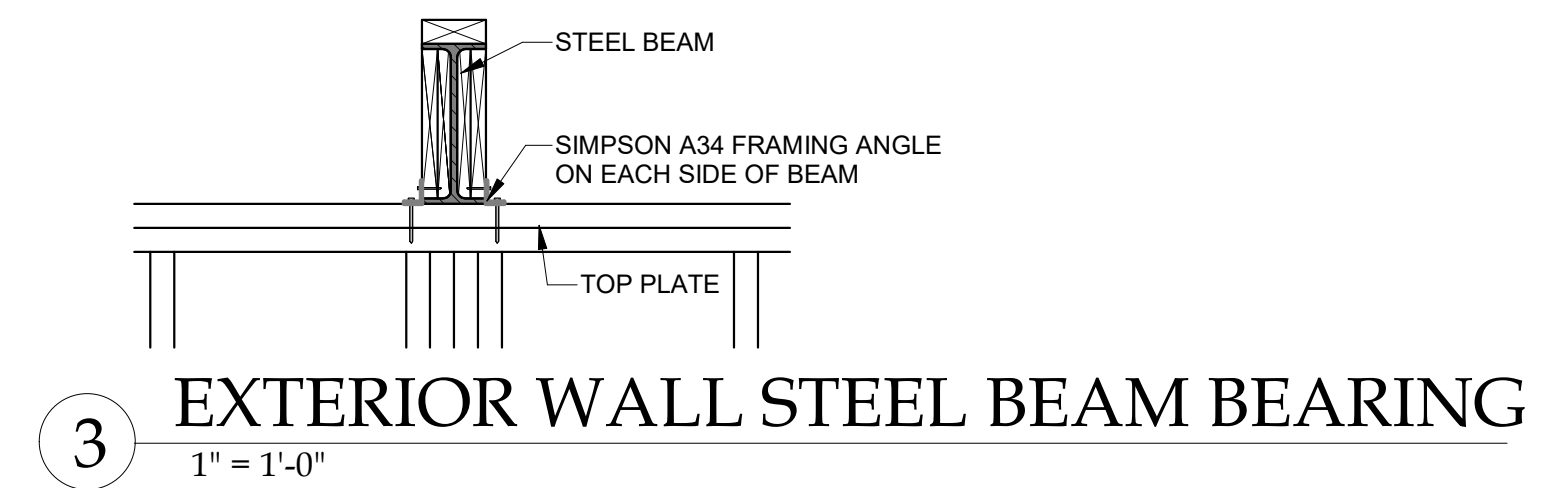 STEEL BEAM
SIMPSON A34 FRAMING ANGLE
ON EACH SIDE OF BEAM
TOP PLATE
3
EXTERIOR WALL STEEL BEAM BEARING
1" = 1'-0"